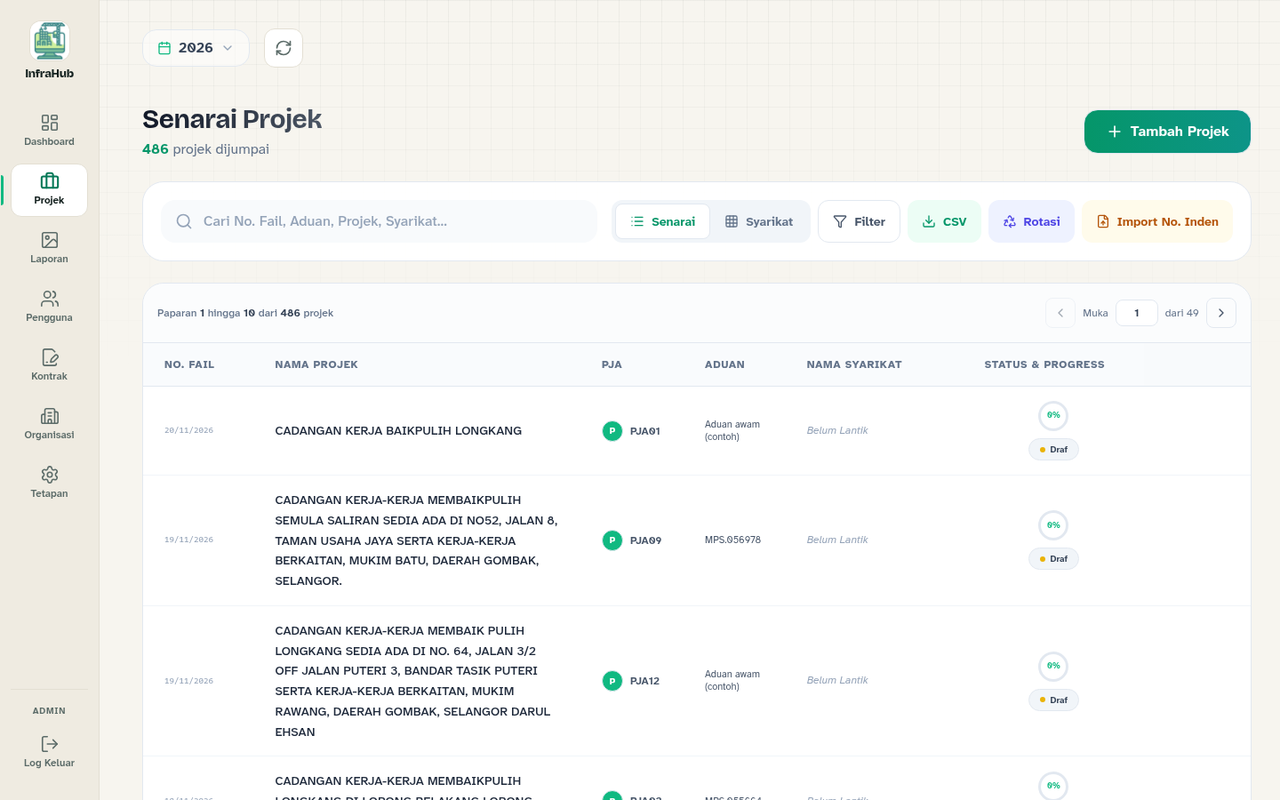 InfraHub
Dashboard
Projek
Laporan
Pengguna
Kontrak
Organisasi
Tetapan
ADMIN
Log Keluar
2026
Senarai Projek
486 projek dijumpai
Tambah Projek
Cari No. Fail, Aduan, Projek, Syarikat...
Senarai
Syarikat
Filter
CSV
Rotasi
Import No. Inden
Paparan 1 hingga 10 dari 486 projek
Muka 1 dari 49
NO. FAIL NAMA PROJEK PJA ADUAN NAMA SYARIKAT STATUS & PROGRESS
20/11/2026
CADANGAN KERJA BAIKPULIH LONGKANG
P PJA01
Aduan awam
(contoh)
Belum Lantik
0%
Draf
19/11/2026
CADANGAN KERJA-KERJA MEMBAIKPULIH
SEMULA SALIRAN SEDIA ADA DI NO52, JALAN 8,
TAMAN USAHA JAYA SERTA KERJA-KERJA
BERKAITAN, MUKIM BATU, DAERAH GOMBAK,
SELANGOR.
P PJA09
MPS.056978
Belum Lantik
0%
Draf
19/11/2026
CADANGAN KERJA-KERJA MEMBAIK PULIH
LONGKANG SEDIA ADA DI NO. 64, JALAN 3/2
OFF JALAN PUTERI 3, BANDAR TASIK PUTERI
SERTA KERJA-KERJA BERKAITAN, MUKIM
RAWANG, DAERAH GOMBAK, SELANGOR DARUL
EHSAN
P PJA12
Aduan awam
(contoh)
Belum Lantik
0%
Draf
CADANGAN KERJA-KERJA MEMBAIKPULIH
LONGKANG DI LORONG BELAKANG LORONG
0%